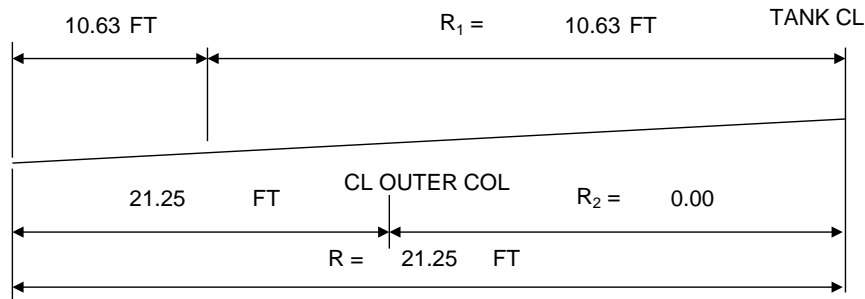 10.63 FT R₁ = 10.63 FT TANK CL
CL OUTER COL
21.25 FT R₂ = 0.00
R = 21.25 FT